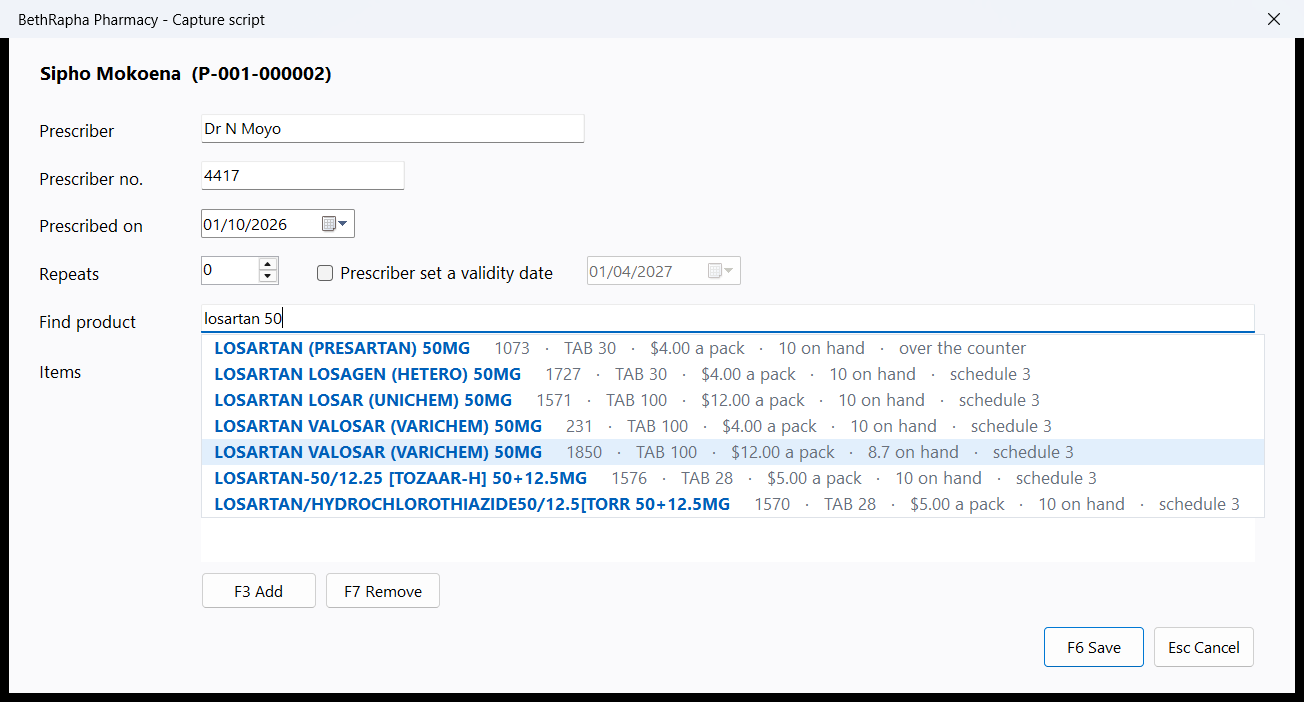 BethRapha Pharmacy - Capture script
Sipho Mokoena (P-001-000002)
Prescriber Dr N Moyo
Prescriber no. 4417
Prescribed on 01/10/2026
Repeats 0 Prescriber set a validity date 01/04/2027
Find product losartan 50
LOSARTAN (PRESARTAN) 50MG 1073 · TAB 30 · $4.00 a pack · 10 on hand · over the counter
Items
LOSARTAN LOSAGEN (HETERO) 50MG 1727 · TAB 30 · $4.00 a pack · 10 on hand · schedule 3
LOSARTAN LOSAR (UNICHEM) 50MG 1571 · TAB 100 · $12.00 a pack · 10 on hand · schedule 3
LOSARTAN VALOSAR (VARICHEM) 50MG 231 · TAB 100 · $4.00 a pack · 10 on hand · schedule 3
LOSARTAN VALOSAR (VARICHEM) 50MG 1850 · TAB 100 · $12.00 a pack · 8.7 on hand · schedule 3
LOSARTAN-50/12.25 [TOZAAR-H] 50+12.5MG 1576 · TAB 28 · $5.00 a pack · 10 on hand · schedule 3
LOSARTAN/HYDROCHLOROTHIAZIDE50/12.5[TORR 50+12.5MG 1570 · TAB 28 · $5.00 a pack · 10 on hand · schedule 3
F3 Add F7 Remove
F6 Save Esc Cancel